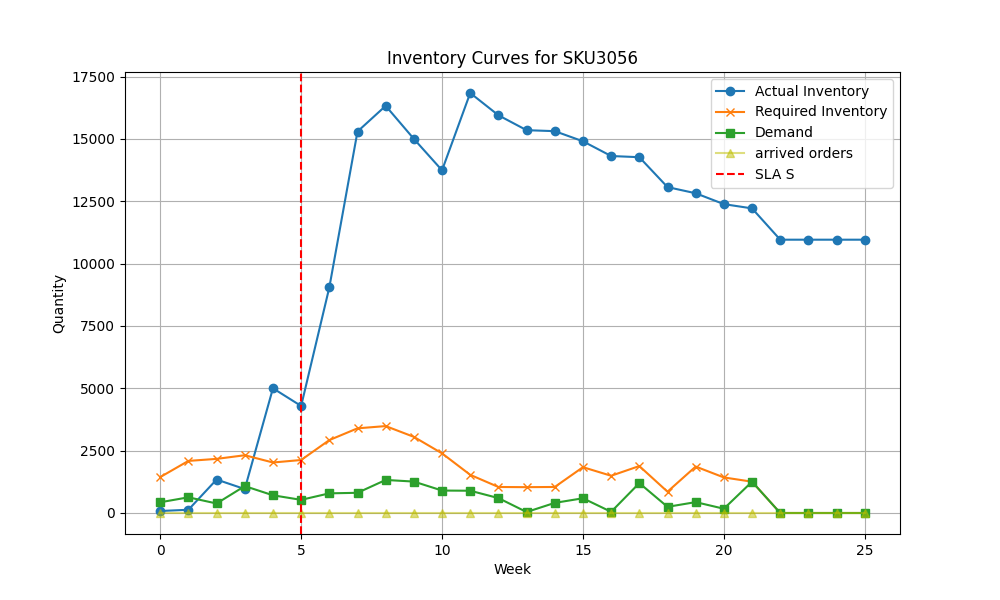 Inventory Curves for SKU3056
17500
15000
12500
10000
7500
5000
2500
0
Quantity
Actual Inventory
Required Inventory
Demand
arrived orders
SLA S
0 5 10 15 20 25
Week